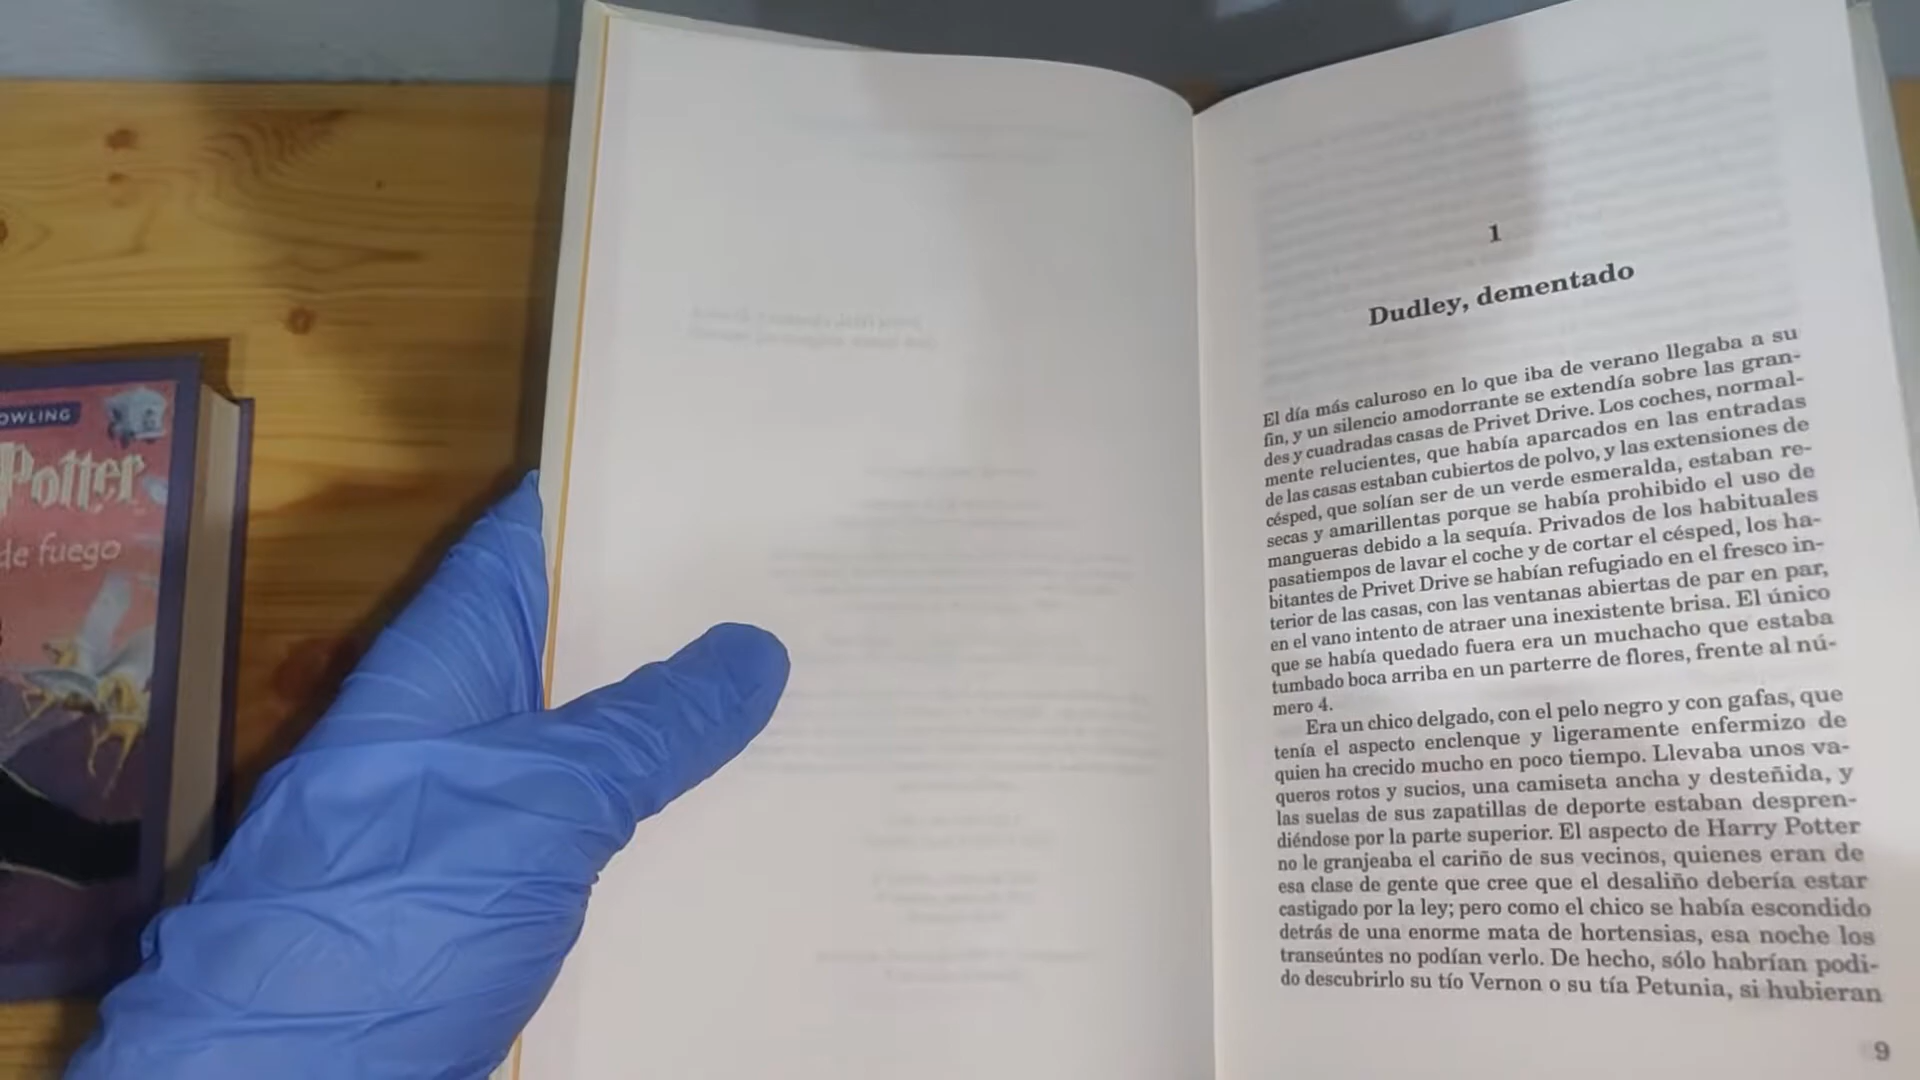 OWLING
Potter
de fuego
1
Dudley, dementado
El día más caluroso en lo que iba de verano llegaba a su
fin, y un silencio amodorrante se extendía sobre las gran-
des y cuadradas casas de Privet Drive. Los coches, normal-
mente relucientes, que había aparcados en las entradas
de las casas estaban cubiertos de polvo, y las extensiones de
césped, que solían ser de un verde esmeralda, estaban re-
secas y amarillentas porque se había prohibido el uso de
mangueras debido a la sequía. Privados de los habituales
pasatiempos de lavar el coche y de cortar el césped, los ha-
bitantes de Privet Drive se habían refugiado en el fresco in-
terior de las casas, con las ventanas abiertas de par en par,
en el vano intento de atraer una inexistente brisa. El único
que se había quedado fuera era un muchacho que estaba
tumbado boca arriba en un parterre de flores, frente al nú-
mero 4.
Era un chico delgado, con el pelo negro y con gafas, que
tenía el aspecto enclenque y ligeramente enfermizo de
quien ha crecido mucho en poco tiempo. Llevaba unos va-
queros rotos y sucios, una camiseta ancha y desteñida, y
las suelas de sus zapatillas de deporte estaban despren-
diéndose por la parte superior. El aspecto de Harry Potter
no le granjeaba el cariño de sus vecinos, quienes eran de
esa clase de gente que cree que el desaliño debería estar
castigado por la ley; pero como el chico se había escondido
detrás de una enorme mata de hortensias, esa noche los
transeúntes no podían verlo. De hecho, sólo habrían podi-
do descubrirlo su tío Vernon o su tía Petunia, si hubieran
9